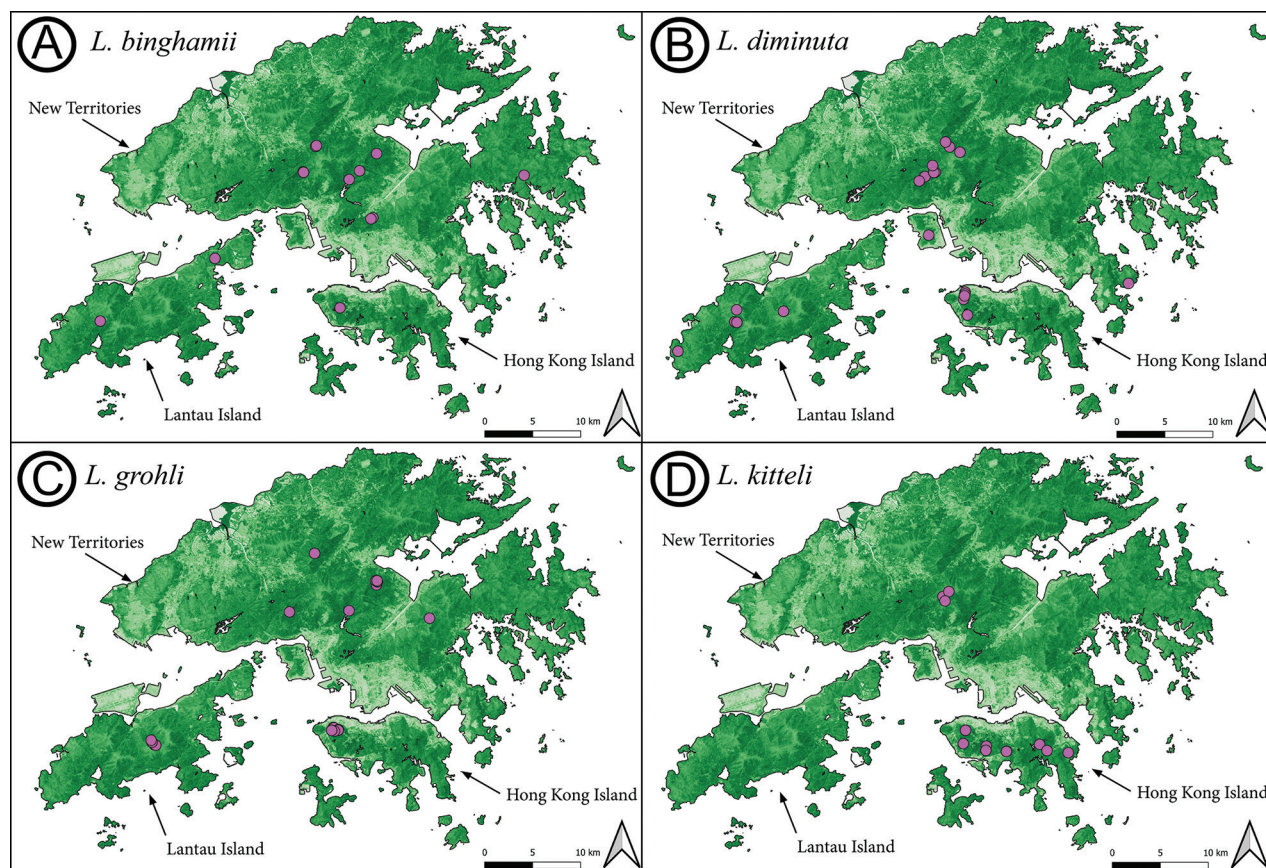 A L. binghamii
New Territories
Hong Kong Island
Lantau Island
0 5 10 km
B L. diminuta
New Territories
Hong Kong Island
Lantau Island
0 5 10 km
C L. grohli
New Territories
Hong Kong Island
Lantau Island
0 5 10 km
D L. kitteli
New Territories
Hong Kong Island
Lantau Island
0 5 10 km